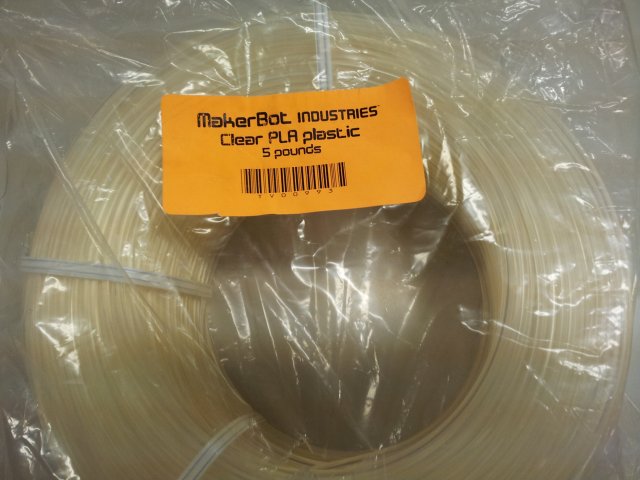 MakerBot INDUSTRIES
Clear PLA plastic
5 pounds